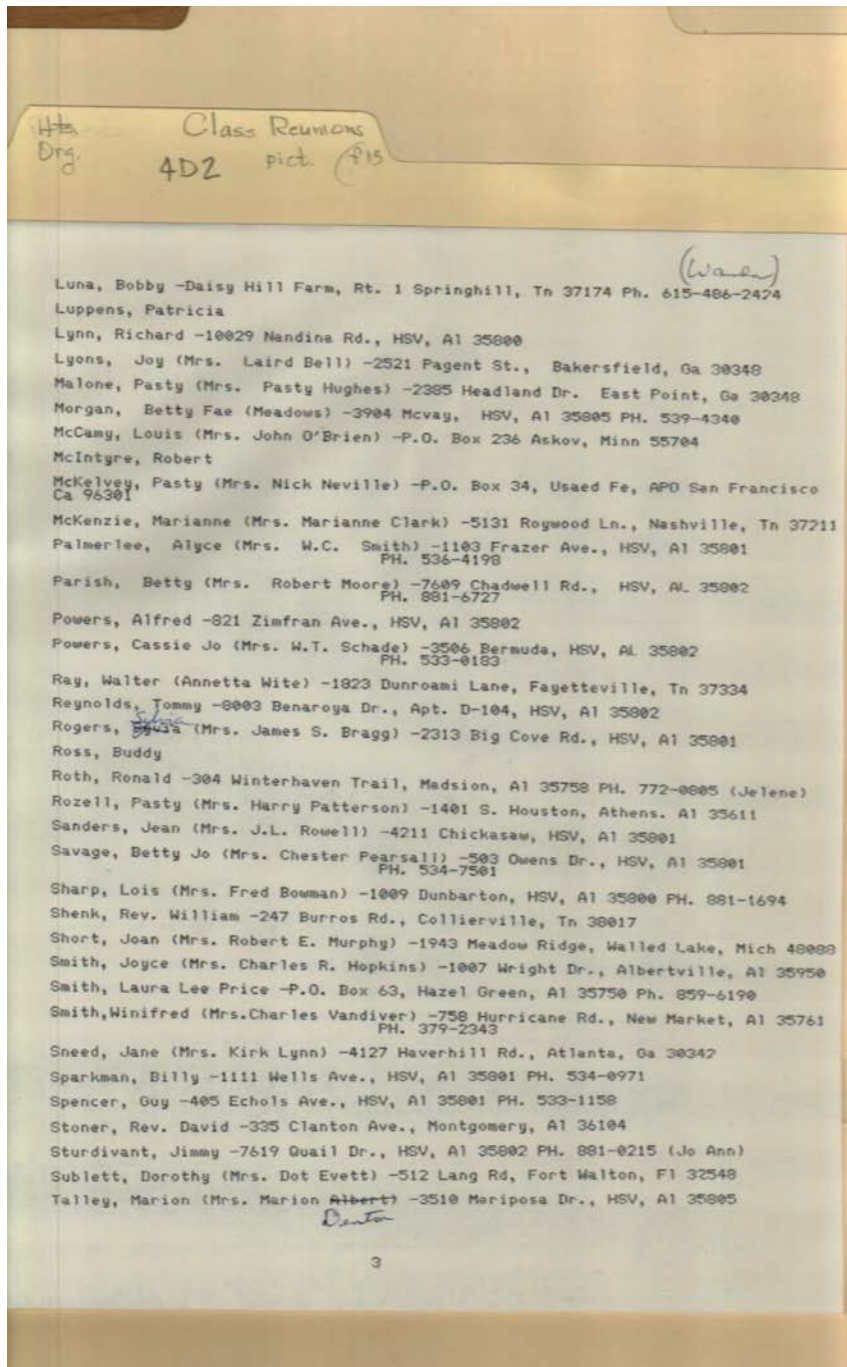 Hts. Class Reunions
Org. 4D2 pict. f15
Luna, Bobby -Daisy Hill Farm, Rt. 1 Springhill, Tn 37174 Ph. 615-486-2424
Luppens, Patricia
Lynn, Richard -10029 Nandina Rd., HSV, Al 35800
Lyons, Joy (Mrs. Laird Bell) -2521 Pagent St., Bakersfield, Ga 30348
Malone, Pasty (Mrs. Pasty Hughes) -2385 Headland Dr. East Point, Ga 30348
Morgan, Betty Fae (Meadows) -3904 Mcvay, HSV, Al 35805 PH. 539-4340
McCamy, Louis (Mrs. John O'Brien) -P.O. Box 236 Askov, Minn 55704
McIntyre, Robert
McKelvey, Pasty (Mrs. Nick Neville) -P.O. Box 34, Usaed Fe, APO San Francisco
Ca 96301
McKenzie, Marianne (Mrs. Marianne Clark) -5131 Roywood Ln., Nashville, Tn 37211
Palmerlee, Alyce (Mrs. W.C. Smith) -1103 Frazer Ave., HSV, Al 35801
PH. 536-4198
Parish, Betty (Mrs. Robert Moore) -7609 Chadwell Rd., HSV, AL 35802
PH. 881-6727
Powers, Alfred -821 Zimfran Ave., HSV, Al 35802
Powers, Cassie Jo (Mrs. W.T. Schade) -3506 Bermuda, HSV, AL 35802
PH. 533-0183
Ray, Walter (Annetta Wite) -1823 Dunroami Lane, Fayetteville, Tn 37334
Reynolds, Tommy -8003 Benaroya Dr., Apt. D-104, HSV, Al 35802
Rogers, Sylvia (Mrs. James S. Bragg) -2313 Big Cove Rd., HSV, Al 35801
Ross, Buddy
Roth, Ronald -304 Winterhaven Trail, Madsion, Al 35758 PH. 772-0805 (Jelene)
Rozell, Pasty (Mrs. Harry Patterson) -1401 S. Houston, Athens. Al 35611
Sanders, Jean (Mrs. J.L. Rowell) -4211 Chickasaw, HSV, Al 35801
Savage, Betty Jo (Mrs. Chester Pearsall) -503 Owens Dr., HSV, Al 35801
PH. 534-7501
Sharp, Lois (Mrs. Fred Bowman) -1009 Dunbarton, HSV, Al 35800 PH. 881-1694
Shenk, Rev. William -247 Burros Rd., Collierville, Tn 38017
Short, Joan (Mrs. Robert E. Murphy) -1943 Meadow Ridge, Walled Lake, Mich 48088
Smith, Joyce (Mrs. Charles R. Hopkins) -1007 Wright Dr., Albertville, Al 35950
Smith, Laura Lee Price -P.O. Box 63, Hazel Green, Al 35750 Ph. 859-6190
Smith,Winifred (Mrs.Charles Vandiver) -758 Hurricane Rd., New Market, Al 35761
PH. 379-2343
Sneed, Jane (Mrs. Kirk Lynn) -4127 Haverhill Rd., Atlanta, Ga 30342
Sparkman, Billy -1111 Wells Ave., HSV, Al 35801 PH. 534-0971
Spencer, Guy -405 Echols Ave., HSV, Al 35801 PH. 533-1158
Stoner, Rev. David -335 Clanton Ave., Montgomery, Al 36104
Sturdivant, Jimmy -7619 Quail Dr., HSV, Al 35802 PH. 881-0215 (Jo Ann)
Sublett, Dorothy (Mrs. Dot Evett) -512 Lang Rd, Fort Walton, Fl 32548
Talley, Marion (Mrs. Marion Albert) -3510 Mariposa Dr., HSV, Al 35805
Denton
3